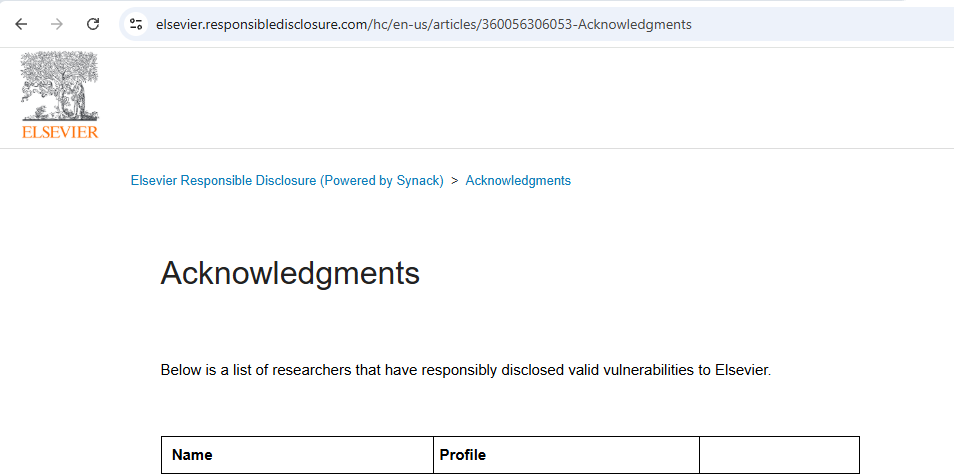 elsevier.responsibledisclosure.com/hc/en-us/articles/360056306053-Acknowledgments
ELSEVIER
Elsevier Responsible Disclosure (Powered by Synack) > Acknowledgments
Acknowledgments
Below is a list of researchers that have responsibly disclosed valid vulnerabilities to Elsevier.
Name Profile